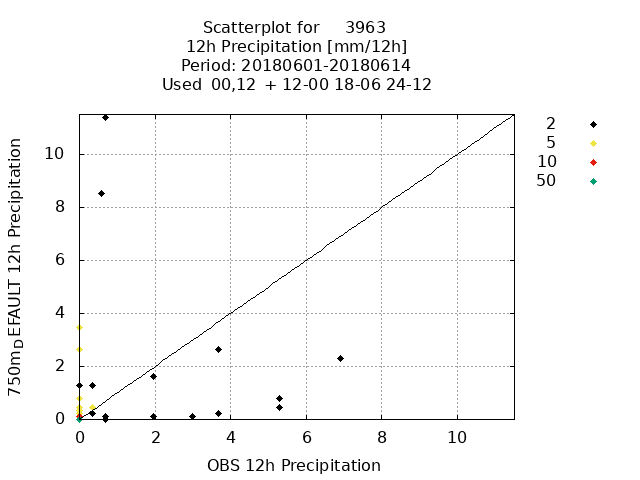 Scatterplot for 3963
12h Precipitation [mm/12h]
Period: 20180601-20180614
Used 00,12 + 12-00 18-06 24-12
2
5
10
50
750mDEFAULT 12h Precipitation
10
8
6
4
2
0
0 2 4 6 8 10
OBS 12h Precipitation